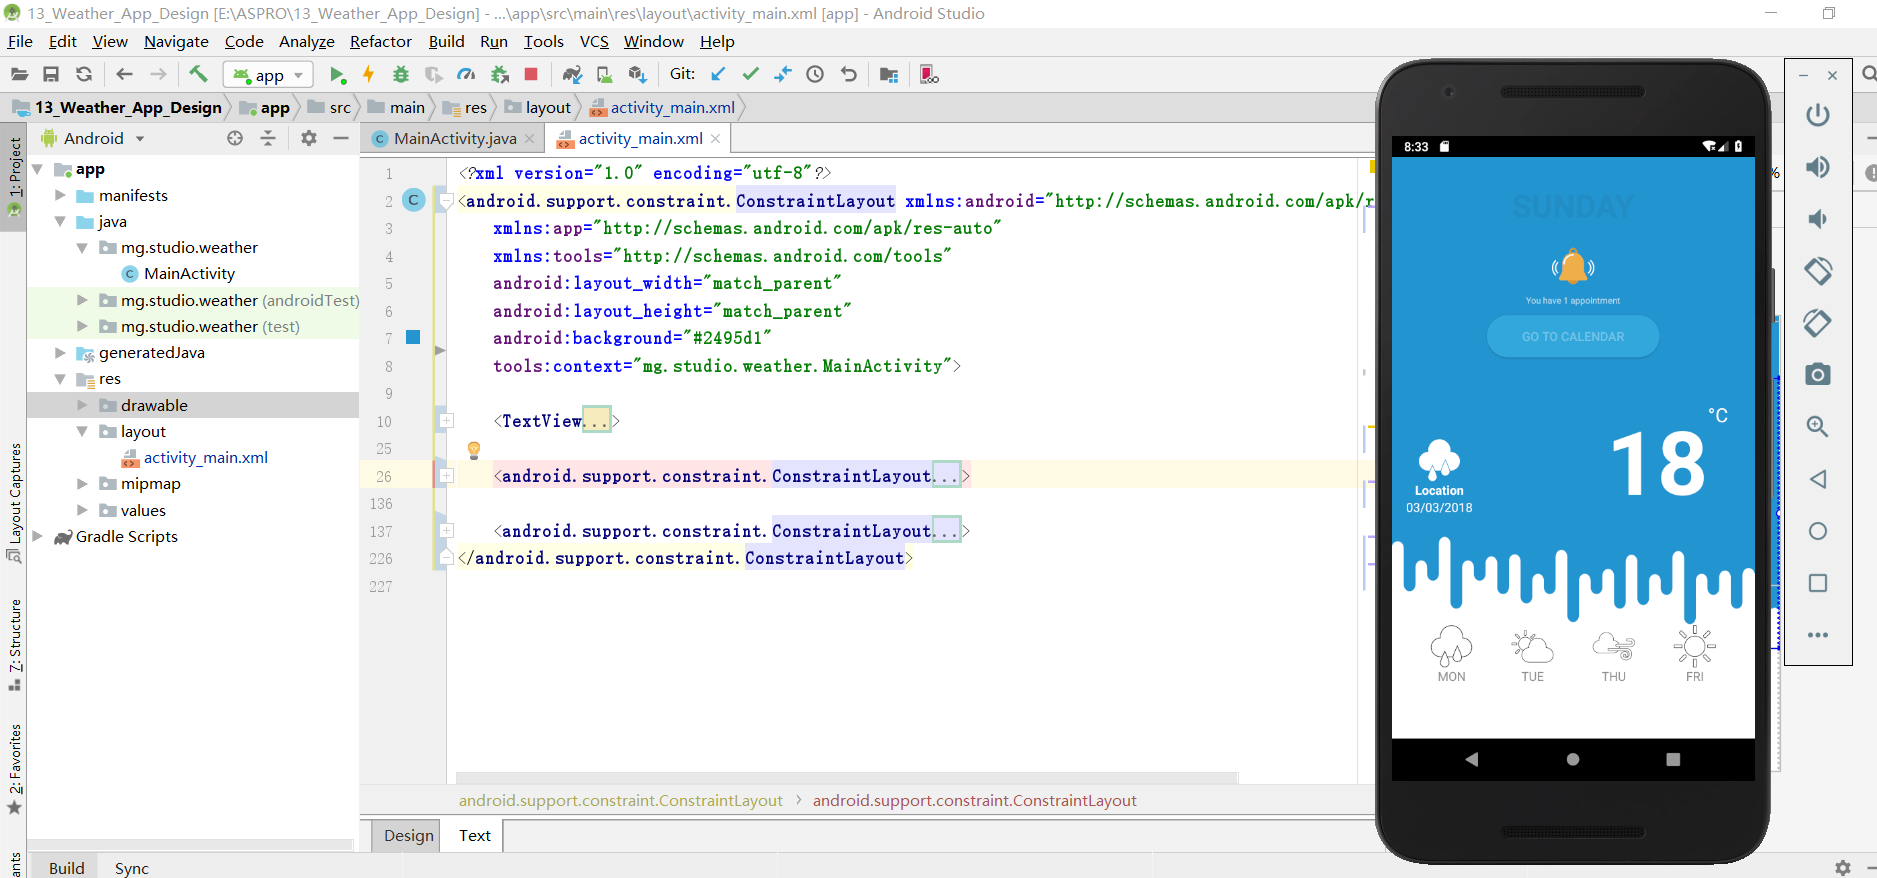 13_Weather_App_Design [E:\ASPRO\13_Weather_App_Design] - ...\app\src\main\res\layout\activity_main.xml [app] - Android Studio
File Edit View Navigate Code Analyze Refactor Build Run Tools VCS Window Help
app Git:
13_Weather_App_Design app src main res layout activity_main.xml
1: Project
Layout Captures
7: Structure
2: Favorites
ants
Android
app
manifests
java
mg.studio.weather
MainActivity
mg.studio.weather (androidTest)
mg.studio.weather (test)
generatedJava
res
drawable
layout
activity_main.xml
mipmap
values
Gradle Scripts
MainActivity.java activity_main.xml
1 <?xml version="1.0" encoding="utf-8"?>
2 <android.support.constraint.ConstraintLayout xmlns:android="http://schemas.android.com/apk/r
3 xmlns:app="http://schemas.android.com/apk/res-auto"
4 xmlns:tools="http://schemas.android.com/tools"
5 android:layout_width="match_parent"
6 android:layout_height="match_parent"
7 android:background="#2495d1"
8 tools:context="mg.studio.weather.MainActivity">
9
10 <TextView...>
25
26 <android.support.constraint.ConstraintLayout...>
136
137 <android.support.constraint.ConstraintLayout...>
226 </android.support.constraint.ConstraintLayout>
227
android.support.constraint.ConstraintLayout › android.support.constraint.ConstraintLayout
Design Text
Build Sync
8:33
SUNDAY
You have 1 appointment
GO TO CALENDAR
°C
18
Location
03/03/2018
MON TUE THU FRI
%